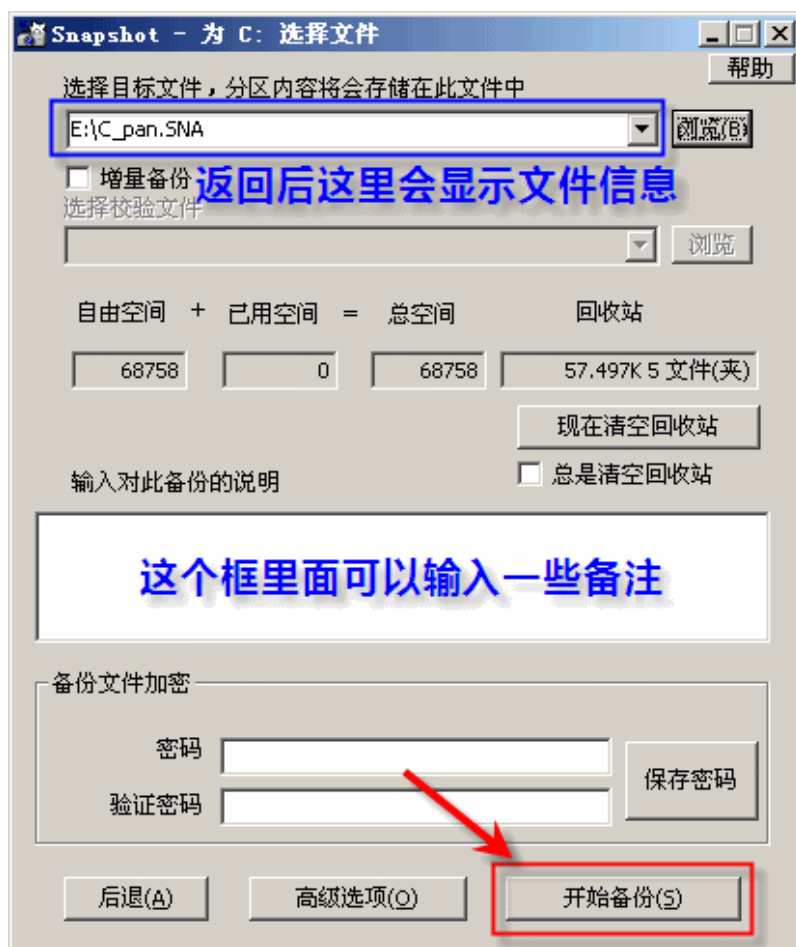 Snapshot - 为 C: 选择文件
帮助
选择目标文件，分区内容将会存储在此文件中
E:\C_pan.SNA
浏览(B)
增量备份
返回后这里会显示文件信息
选择校验文件
浏览
自由空间 + 已用空间 = 总空间 回收站
68758 0 68758 57.497K 5 文件(夹)
现在清空回收站
输入对此备份的说明
总是清空回收站
这个框里面可以输入一些备注
备份文件加密
密码
保存密码
验证密码
后退(A) 高级选项(O) 开始备份(S)